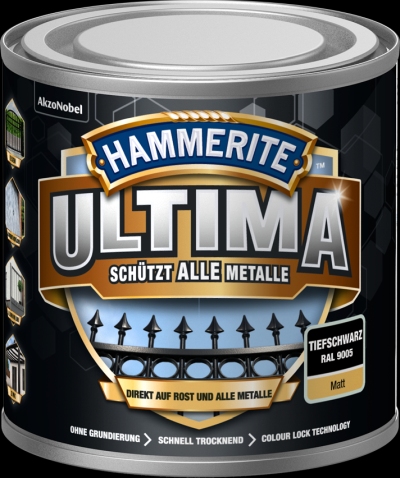 AkzoNobel
HAMMERITE
™
ULTIMA
SCHÜTZT ALLE METALLE
TIEFSCHWARZ
RAL 9005
Matt
DIREKT AUF ROST UND ALLE METALLE
OHNE GRUNDIERUNG > SCHNELL TROCKNEND > COLOUR LOCK TECHNOLOGY